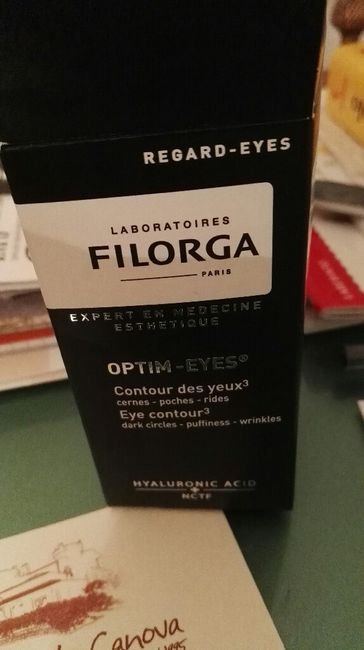 REGARD-EYES
LABORATOIRES
FILORGA
PARIS
EXPERT EN MEDECINE
ESTHETIQUE
OPTIM-EYES®
Contour des yeux³
cernes - poches - rides
Eye contour³
dark circles - puffiness - wrinkles
HYALURONIC ACID
+
NCTF
Canova